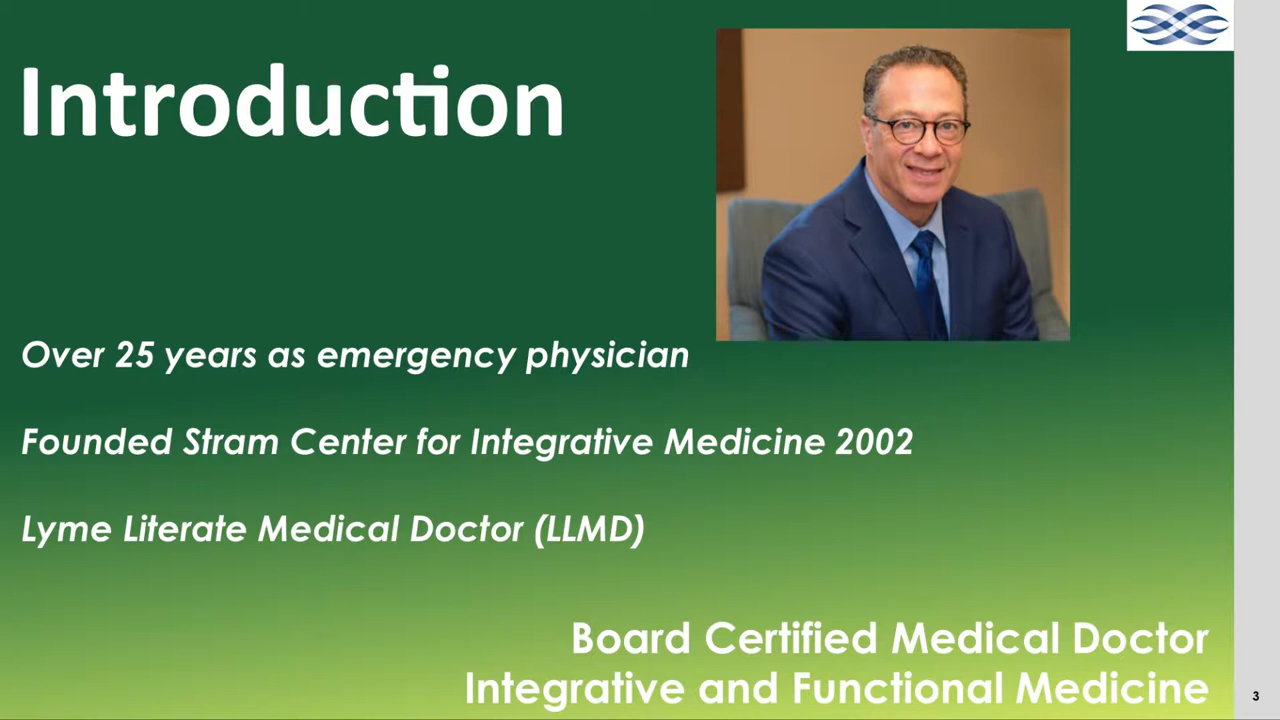 Introduction
Over 25 years as emergency physician
Founded Stram Center for Integrative Medicine 2002
Lyme Literate Medical Doctor (LLMD)
Board Certified Medical Doctor
Integrative and Functional Medicine
3